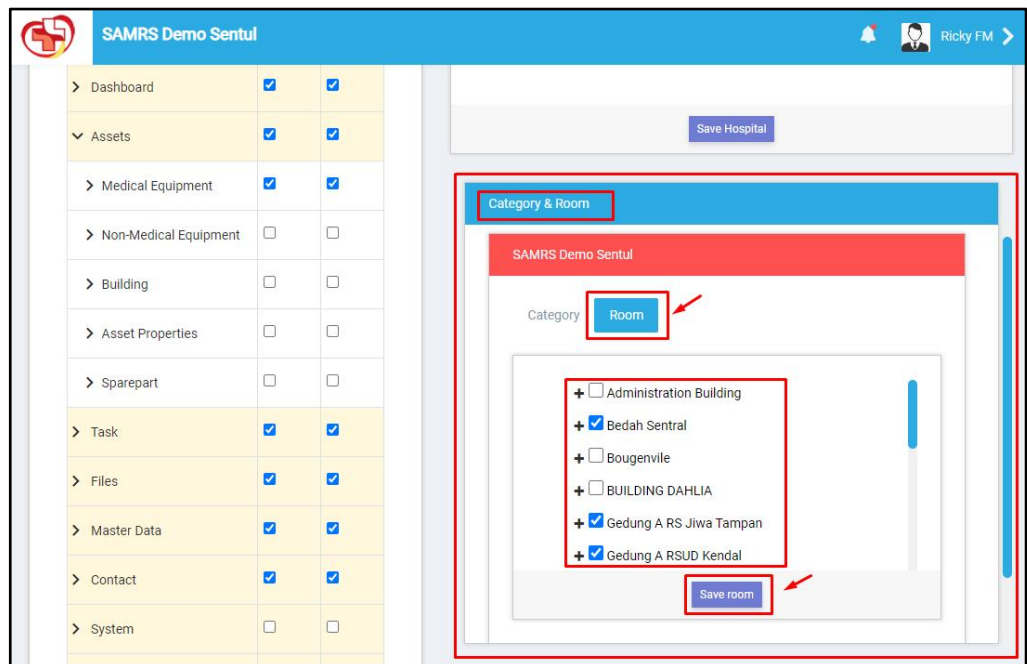 SAMRS Demo Sentul
Ricky FM
Dashboard
Assets
Medical Equipment
Non-Medical Equipment
Building
Asset Properties
Sparepart
Task
Files
Master Data
Contact
System
Save Hospital
Category & Room
SAMRS Demo Sentul
Category Room
Administration Building
Bedah Sentral
Bougenvile
BUILDING DAHLIA
Gedung A RS Jiwa Tampan
Gedung A RSUD Kendal
Save room